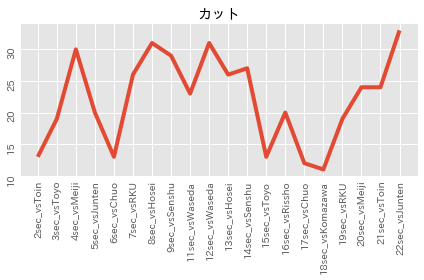 カット
30
25
20
15
10
2sec_vsToin
3sec_vsToyo
4sec_vsMeiji
5sec_vsJunten
6sec_vsChuo
7sec_vsRKU
8sec_vsHosei
9sec_vsSenshu
11sec_vsWaseda
12sec_vsWaseda
13sec_vsHosei
14sec_vsSenshu
15sec_vsToyo
16sec_vsRissho
17sec_vsChuo
18sec_vsKomazawa
19sec_vsRKU
20sec_vsMeiji
21sec_vsToin
22sec_vsJunten